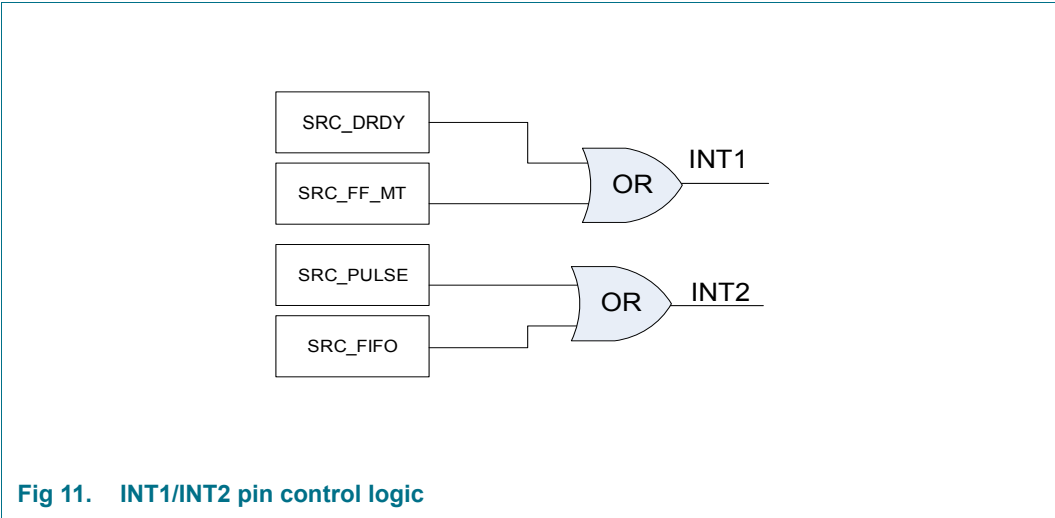 SRC_DRDY
SRC_FF_MT
OR
INT1
SRC_PULSE
SRC_FIFO
OR
INT2
Fig 11. INT1/INT2 pin control logic